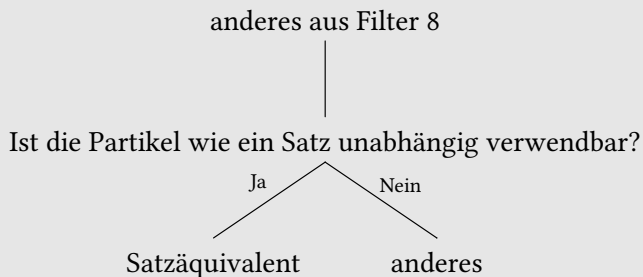 anderes aus Filter 8
Ist die Partikel wie ein Satz unabhängig verwendbar?
Ja
Nein
Satzäquivalent
anderes